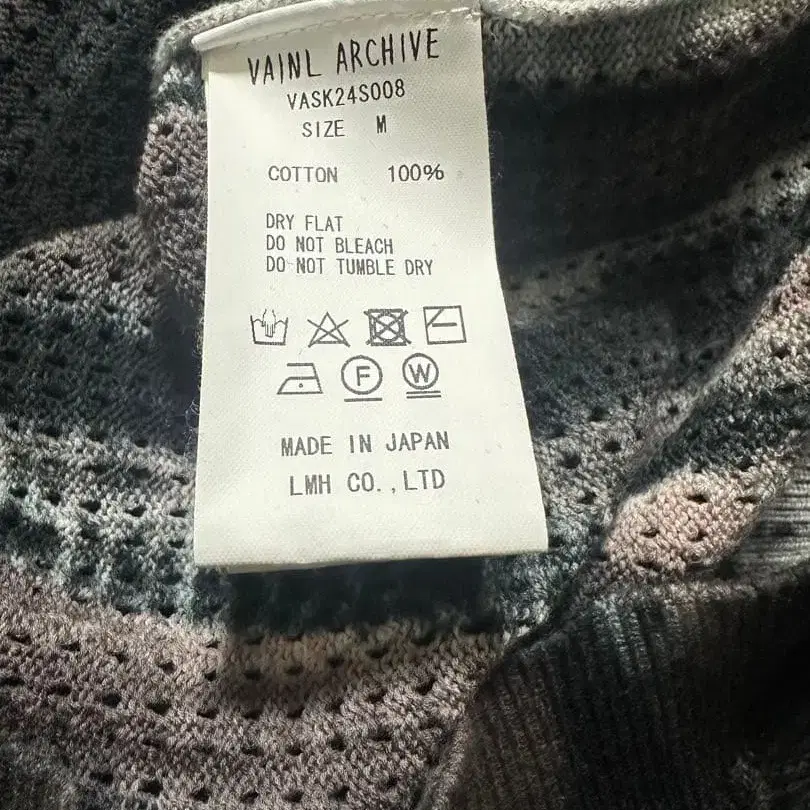 VAINL ARCHIVE
VASK24S008
SIZE M
COTTON 100%
DRY FLAT
DO NOT BLEACH
DO NOT TUMBLE DRY
F W
MADE IN JAPAN
LMH CO.,LTD